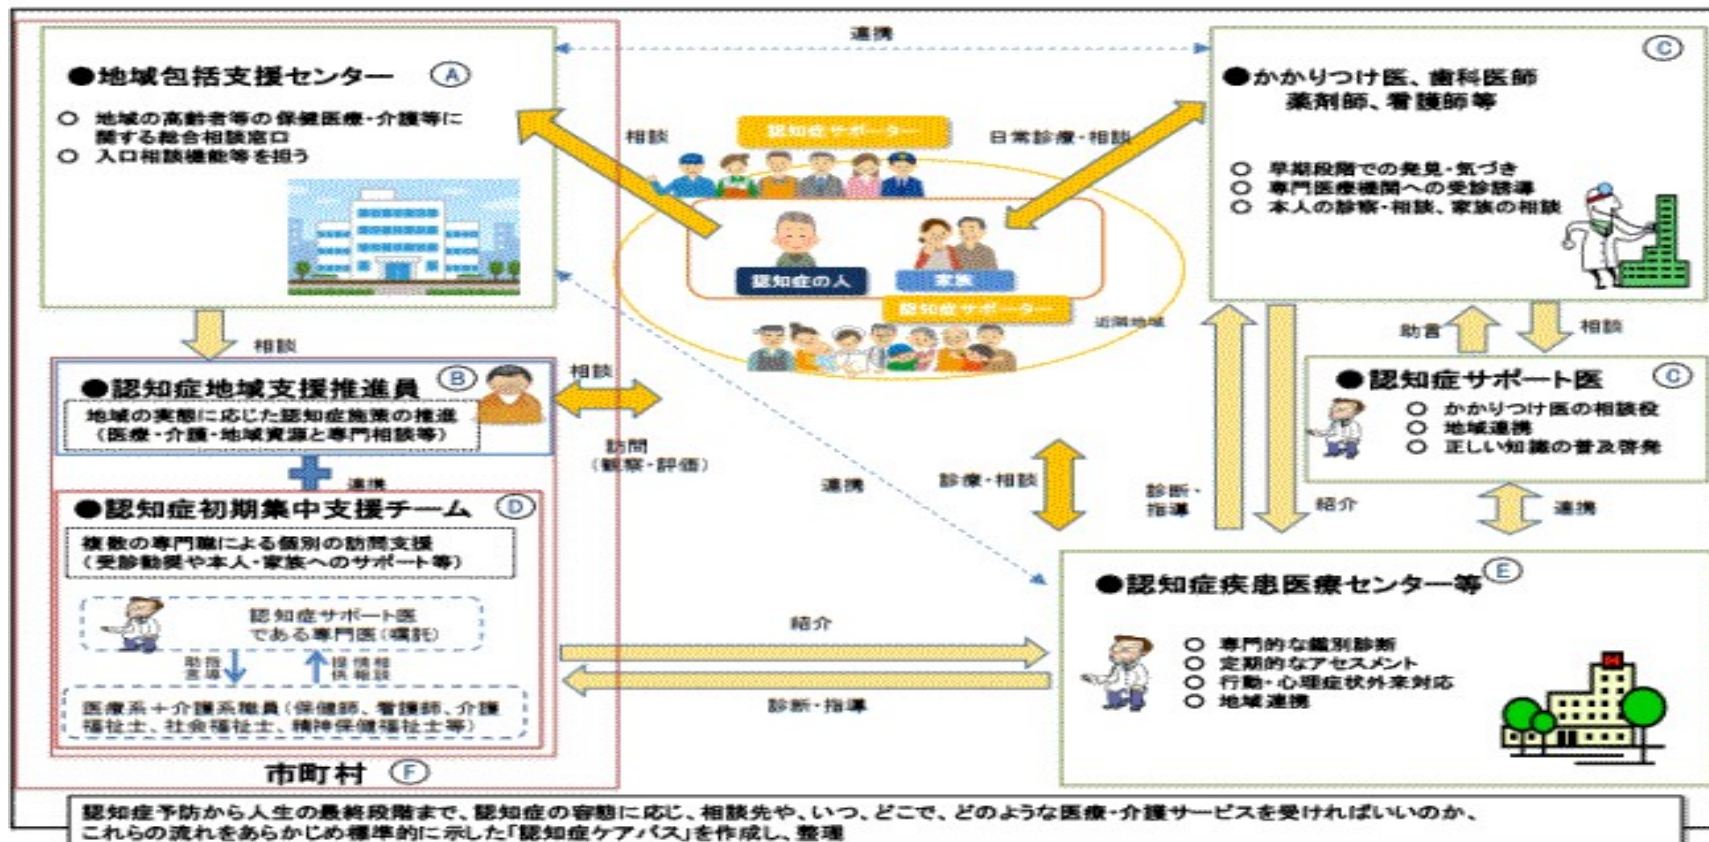 ●地域包括支援センター Ⓐ
○ 地域の高齢者等の保健医療・介護等に
関する総合相談窓口
○ 入口相談機能等を担う
連携
●かかりつけ医、歯科医師 Ⓒ
薬剤師、看護師等
○ 早期段階での発見・気づき
○ 専門医療機関への受診誘導
○ 本人の診察・相談、家族の相談
相談
認知症サポーター
日常診療・相談
認知症の人
家族
認知症サポーター
近隣地域
相談
●認知症地域支援推進員 Ⓑ
地域の実態に応じた認知症施策の推進
(医療・介護・地域資源と専門相談等)
相談
訪問
(観察・評価)
連携
●認知症初期集中支援チーム Ⓓ
複数の専門職による個別の訪問支援
(受診勧奨や本人・家族へのサポート等)
認知症サポート医
である専門医(嘱託)
指導
助言
相談
情報
提供
医療系+介護系職員(保健師、看護師、介護
福祉士、社会福祉士、精神保健福祉士等)
市町村 Ⓕ
連携
診療・相談
診断・
指導
紹介
助言
相談
●認知症サポート医 Ⓒ
○ かかりつけ医の相談役
○ 地域連携
○ 正しい知識の普及啓発
連携
紹介
診断・指導
●認知症疾患医療センター等 Ⓔ
○ 専門的な鑑別診断
○ 定期的なアセスメント
○ 行動・心理症状外来対応
○ 地域連携
認知症予防から人生の最終段階まで、認知症の容態に応じ、相談先や、いつ、どこで、どのような医療・介護サービスを受ければいいのか、
これらの流れをあらかじめ標準的に示した「認知症ケアパス」を作成し、整理